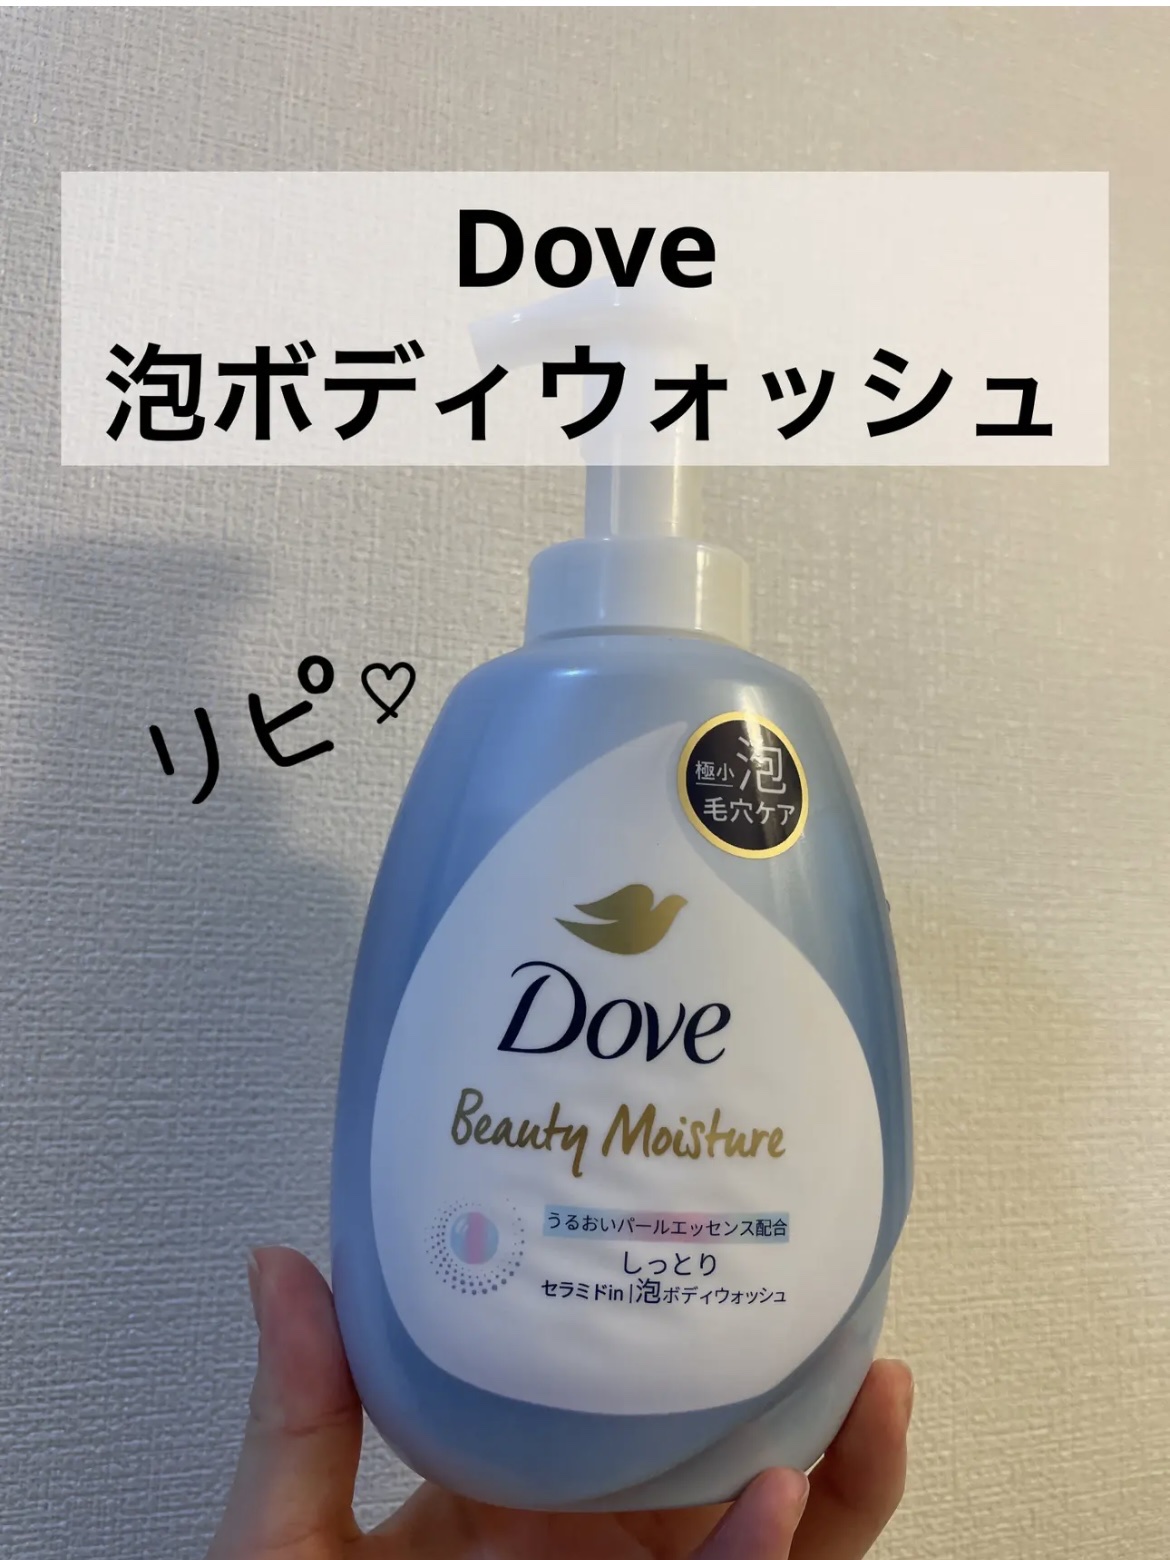 Dove
泡ボディウォッシュ
リピ♡
極小泡
毛穴ケア
Dove
Beauty Moisture
うるおいパールエッセンス配合
しっとり
セラミドin|泡ボディウォッシュ